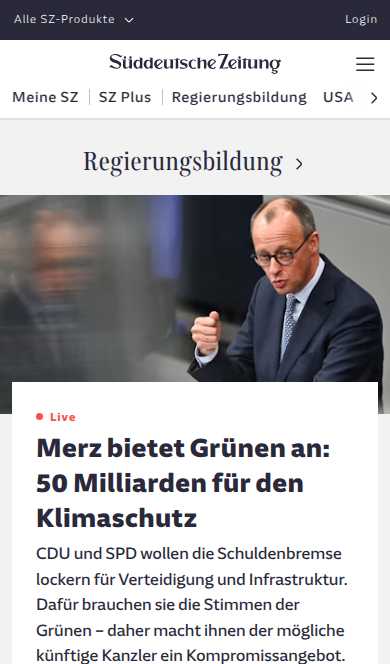 Alle SZ-Produkte
Login
Süddeutsche Zeitung
Meine SZ
SZ Plus
Regierungsbildung
USA
Regierungsbildung
Live
Merz bietet Grünen an:
50 Milliarden für den
Klimaschutz
CDU und SPD wollen die Schuldenbremse
lockern für Verteidigung und Infrastruktur.
Dafür brauchen sie die Stimmen der
Grünen – daher macht ihnen der mögliche
künftige Kanzler ein Kompromissangebot.